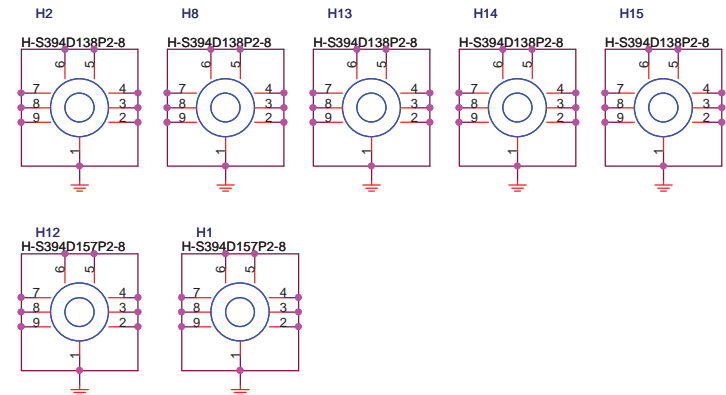 H2 H8 H13 H14 H15
H-S394D138P2-8 H-S394D138P2-8 H-S394D138P2-8 H-S394D138P2-8 H-S394D138P2-8
6 5 6 5 6 5 6 5 6 5
7 4 7 4 7 4 7 4 7 4
8 3 8 3 8 3 8 3 8 3
9 2 9 2 9 2 9 2 9 2
1 1 1 1 1
H12 H1
H-S394D157P2-8 H-S394D157P2-8
6 5 6 5
7 4 7 4
8 3 8 3
9 2 9 2
1 1